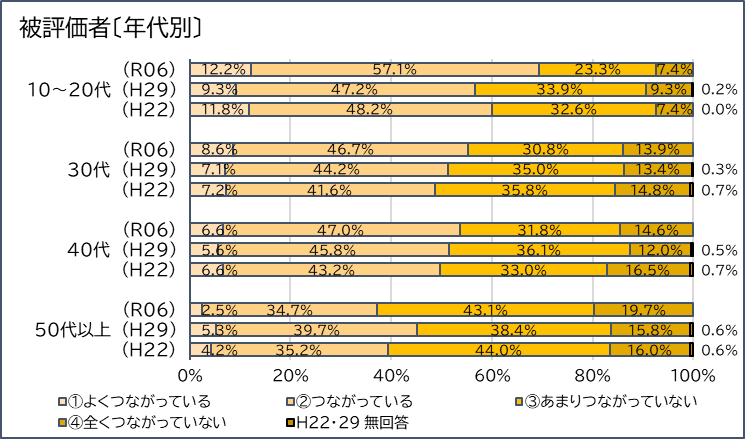 被評価者〔年代別〕
10～20代 （R06） 12.2% 57.1% 23.3% 7.4%
（H29） 9.3% 47.2% 33.9% 9.3% 0.2%
（H22） 11.8% 48.2% 32.6% 7.4% 0.0%
30代 （R06） 8.6% 46.7% 30.8% 13.9%
（H29） 7.1% 44.2% 35.0% 13.4% 0.3%
（H22） 7.2% 41.6% 35.8% 14.8% 0.7%
40代 （R06） 6.6% 47.0% 31.8% 14.6%
（H29） 5.6% 45.8% 36.1% 12.0% 0.5%
（H22） 6.6% 43.2% 33.0% 16.5% 0.7%
50代以上 （R06） 2.5% 34.7% 43.1% 19.7%
（H29） 5.3% 39.7% 38.4% 15.8% 0.6%
（H22） 4.2% 35.2% 44.0% 16.0% 0.6%
0% 20% 40% 60% 80% 100%
①よくつながっている ②つながっている ③あまりつながっていない
④全くつながっていない H22・29 無回答